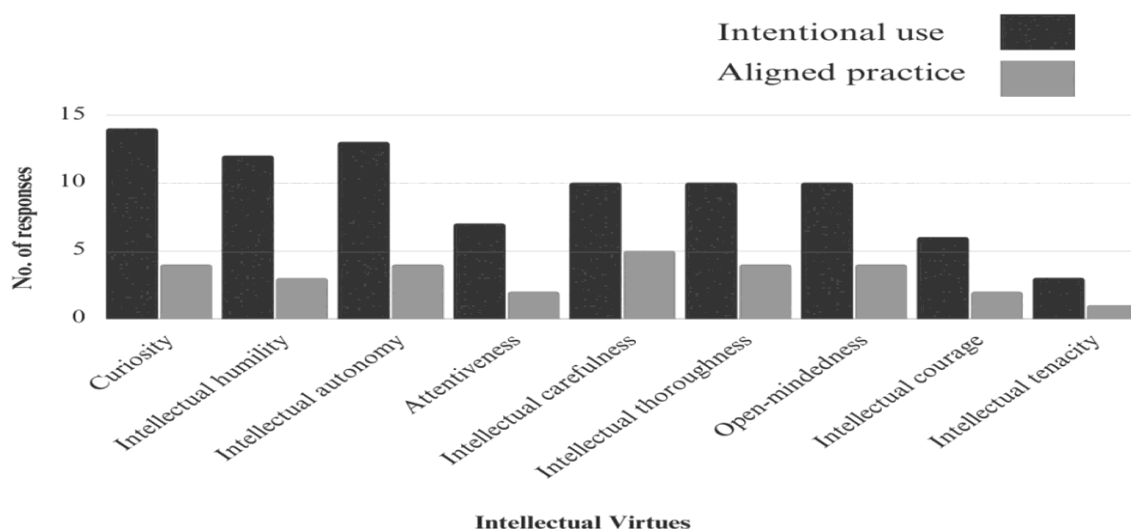 Intentional use
Aligned practice
15
10
5
0
No. of responses
Curiosity
Intellectual humility
Intellectual autonomy
Attentiveness
Intellectual carefulness
Intellectual thoroughness
Open-mindedness
Intellectual courage
Intellectual tenacity
Intellectual Virtues